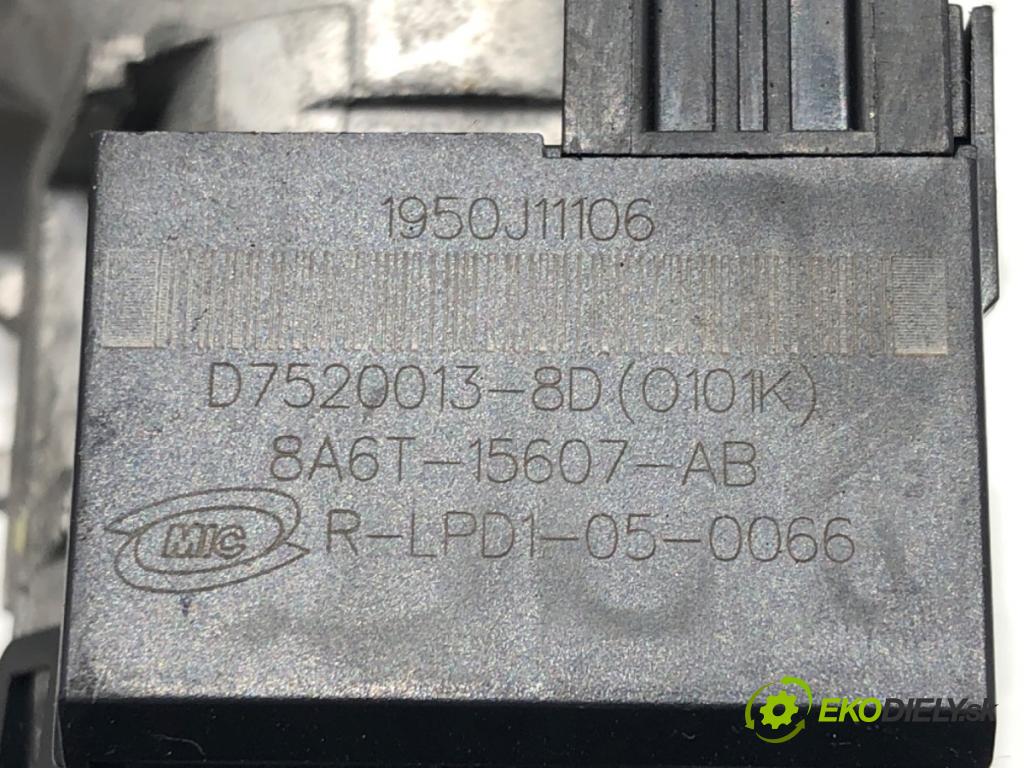 1950J11106
D7520013-8D(0101K)
8A6T-15607-AB
MIC R-LPD1-05-0066
EKODIELY.sk